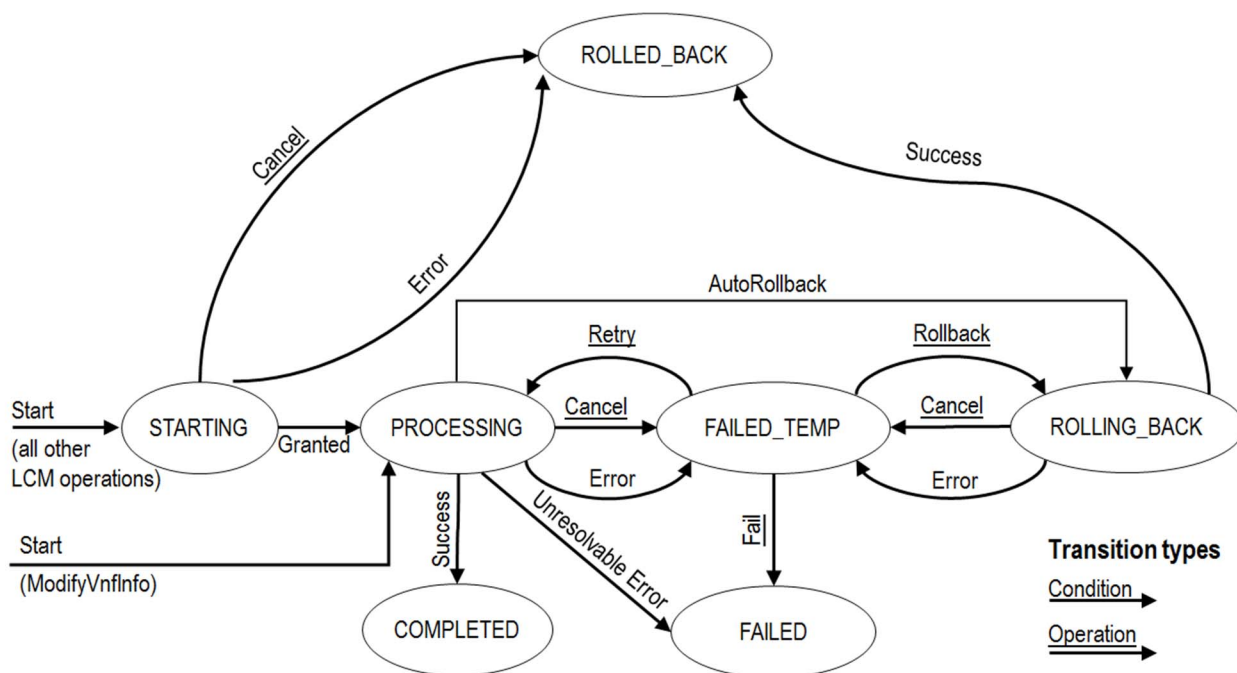 ROLLED_BACK
Cancel
Success
Error
AutoRollback
Retry
Rollback
Start
(all other
LCM operations)
STARTING
Granted
PROCESSING
Cancel
FAILED_TEMP
Cancel
ROLLING_BACK
Error
Error
Start
(ModifyVnfInfo)
Success
Unresolvable Error
Fail
COMPLETED
FAILED
Transition types
Condition
Operation